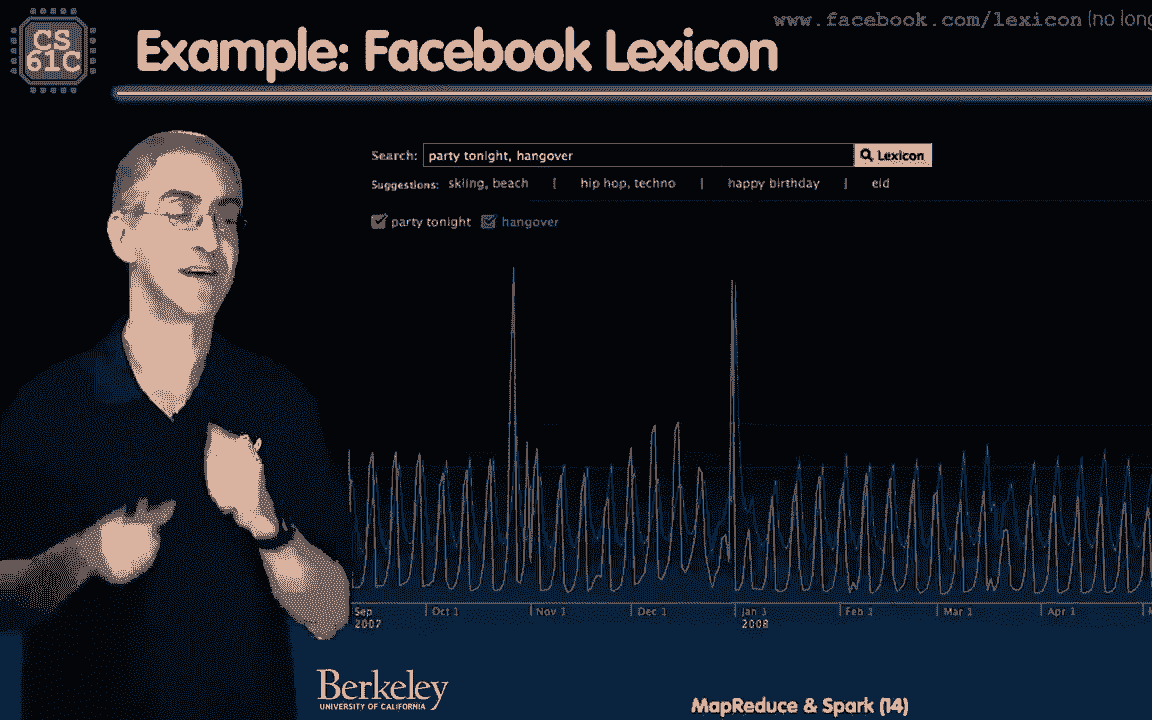 CS
61C
Example: Facebook Lexicon
www.facebook.com/lexicon (no
Search: party tonight, hangover Lexicon
Suggestions: skiing, beach | hip hop, techno | happy birthday | eid
party tonight hangover
Sep Oct 1 Nov 1 Dec 1 Jan 1 Feb 1 Mar 1 Apr 1
2007 2008
Berkeley
UNIVERSITY OF CALIFORNIA
MapReduce & Spark (14)